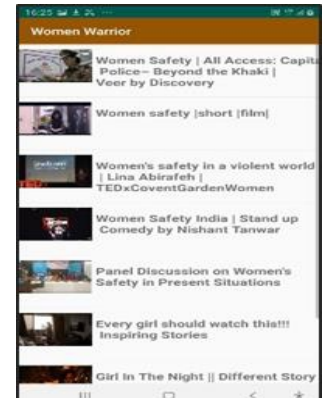 16:25
Women Warrior
Women Safety | All Access: Capita
Police– Beyond the Khaki |
Veer by Discovery
Women safety |short |film|
Women's safety in a violent world
| Lina Abirafeh |
TEDxCoventGardenWomen
TED
Women Safety India | Stand up
Comedy by Nishant Tanwar
Panel Discussion on Women's
Safety in Present Situations
Every girl should watch this!!!
Inspiring Stories
Girl In The Night || Different Story